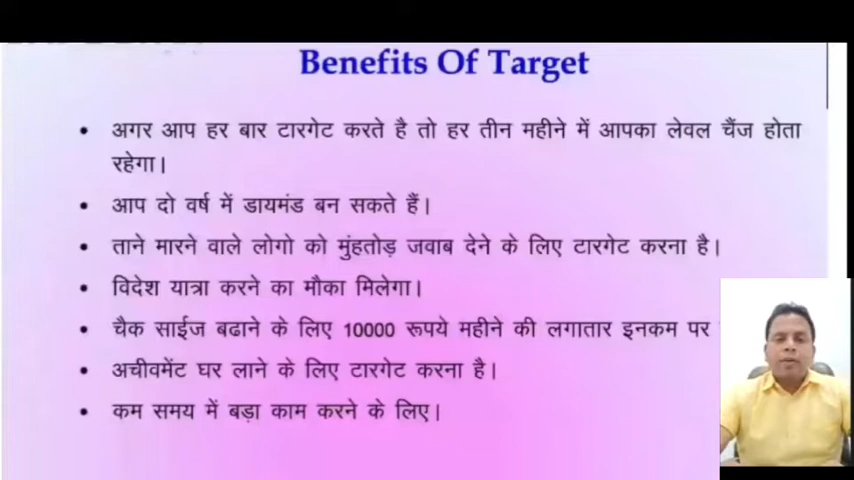 Benefits Of Target
• अगर आप हर बार टारगेट करते है तो हर तीन महीने में आपका लेवल चैंज होता
रहेगा।
• आप दो वर्ष में डायमंड बन सकते हैं।
• ताने मारने वाले लोगो को मुंहतोड़ जवाब देने के लिए टारगेट करना है।
• विदेश यात्रा करने का मौका मिलेगा।
• चैक साईज बढाने के लिए 10000 रूपये महीने की लगातार इनकम पर
• अचीवमेंट घर लाने के लिए टारगेट करना है।
• कम समय में बड़ा काम करने के लिए।